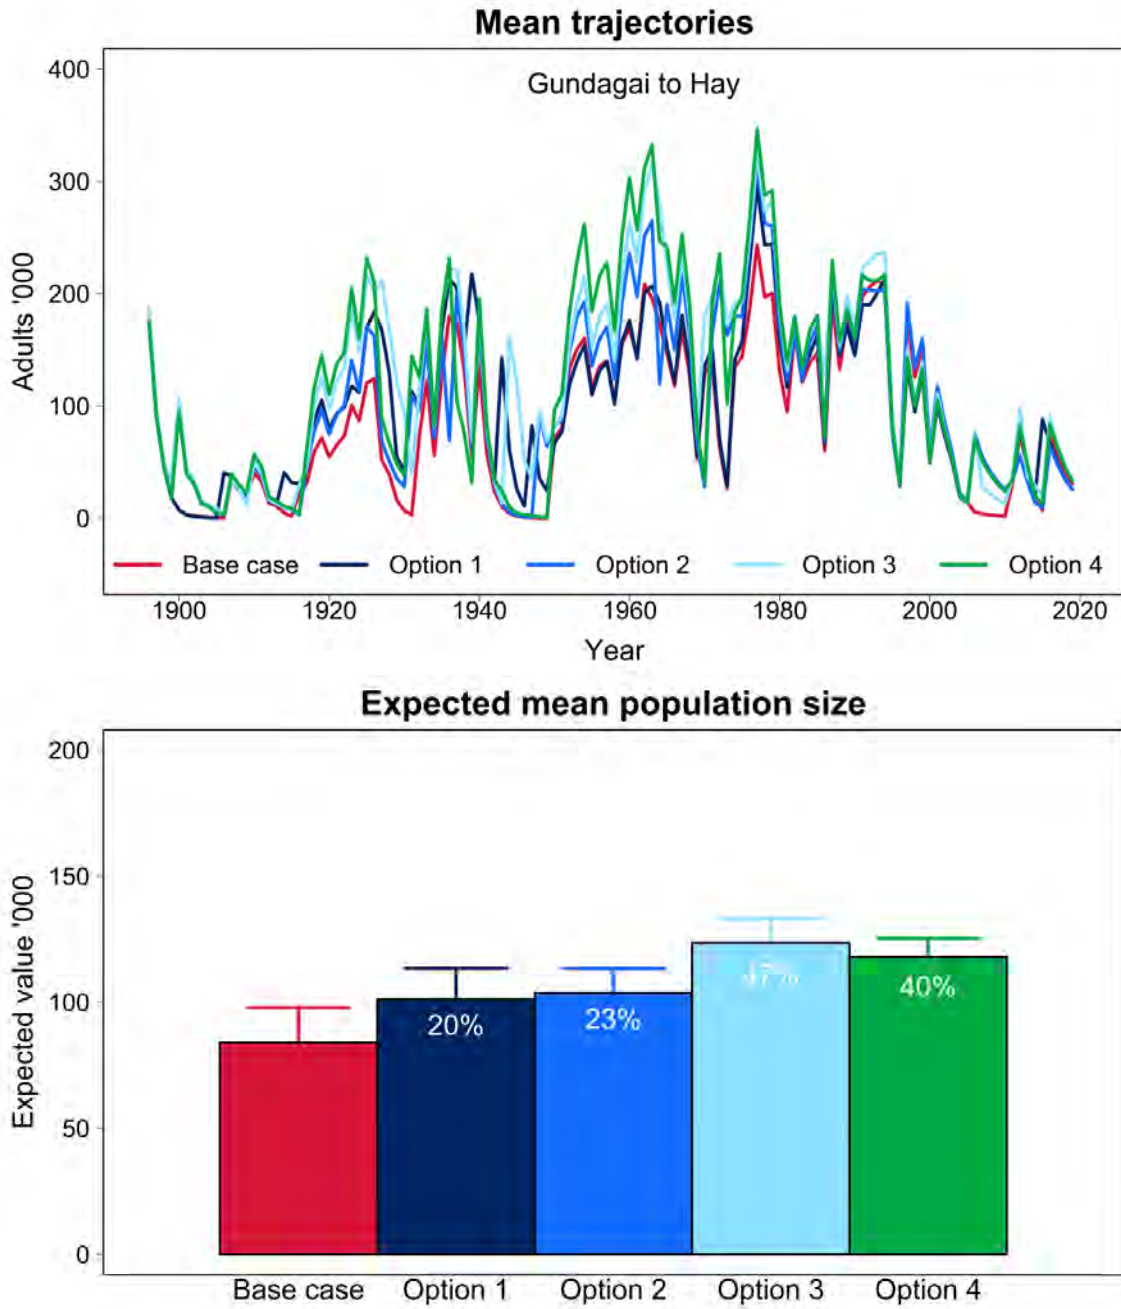 Mean trajectories
Gundagai to Hay
400
300
200
100
0
Adults '000
Base case Option 1 Option 2 Option 3 Option 4
1900 1920 1940 1960 1980 2000 2020
Year
Expected mean population size
200
150
100
50
0
Expected value '000
20% 23% 47% 40%
Base case Option 1 Option 2 Option 3 Option 4